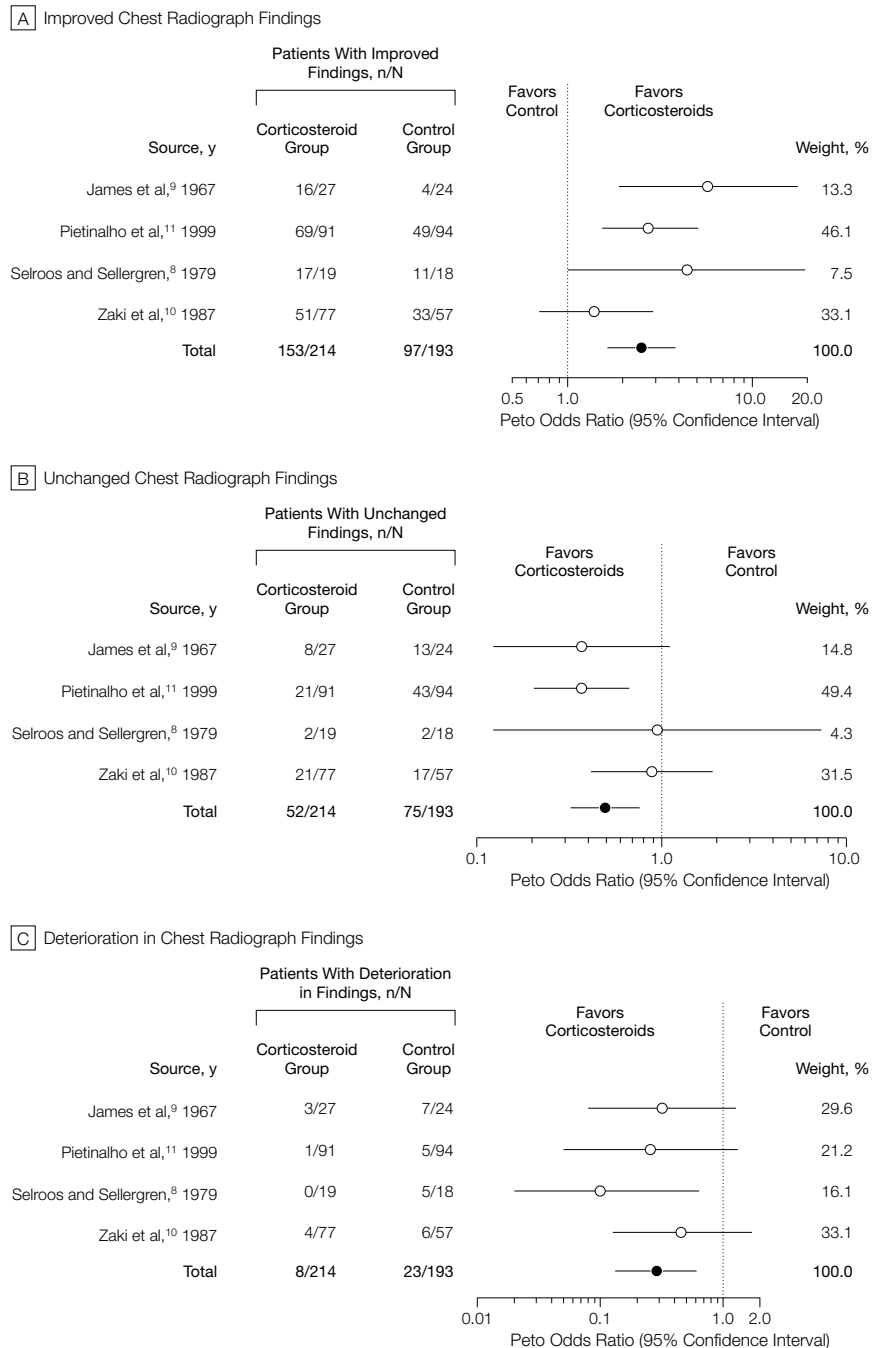 A Improved Chest Radiograph Findings
Patients With Improved
Findings, n/N
Favors
Control
Favors
Corticosteroids
Source, y
Corticosteroid
Group
Control
Group
Weight, %
James et al,⁹ 1967 16/27 4/24 13.3
Pietinalho et al,¹¹ 1999 69/91 49/94 46.1
Selroos and Sellergren,⁸ 1979 17/19 11/18 7.5
Zaki et al,¹⁰ 1987 51/77 33/57 33.1
Total 153/214 97/193 100.0
0.5 1.0 10.0 20.0
Peto Odds Ratio (95% Confidence Interval)
B Unchanged Chest Radiograph Findings
Patients With Unchanged
Findings, n/N
Favors
Corticosteroids
Favors
Control
Source, y
Corticosteroid
Group
Control
Group
Weight, %
James et al,⁹ 1967 8/27 13/24 14.8
Pietinalho et al,¹¹ 1999 21/91 43/94 49.4
Selroos and Sellergren,⁸ 1979 2/19 2/18 4.3
Zaki et al,¹⁰ 1987 21/77 17/57 31.5
Total 52/214 75/193 100.0
0.1 1.0 10.0
Peto Odds Ratio (95% Confidence Interval)
C Deterioration in Chest Radiograph Findings
Patients With Deterioration
in Findings, n/N
Favors
Corticosteroids
Favors
Control
Source, y
Corticosteroid
Group
Control
Group
Weight, %
James et al,⁹ 1967 3/27 7/24 29.6
Pietinalho et al,¹¹ 1999 1/91 5/94 21.2
Selroos and Sellergren,⁸ 1979 0/19 5/18 16.1
Zaki et al,¹⁰ 1987 4/77 6/57 33.1
Total 8/214 23/193 100.0
0.01 0.1 1.0 2.0
Peto Odds Ratio (95% Confidence Interval)